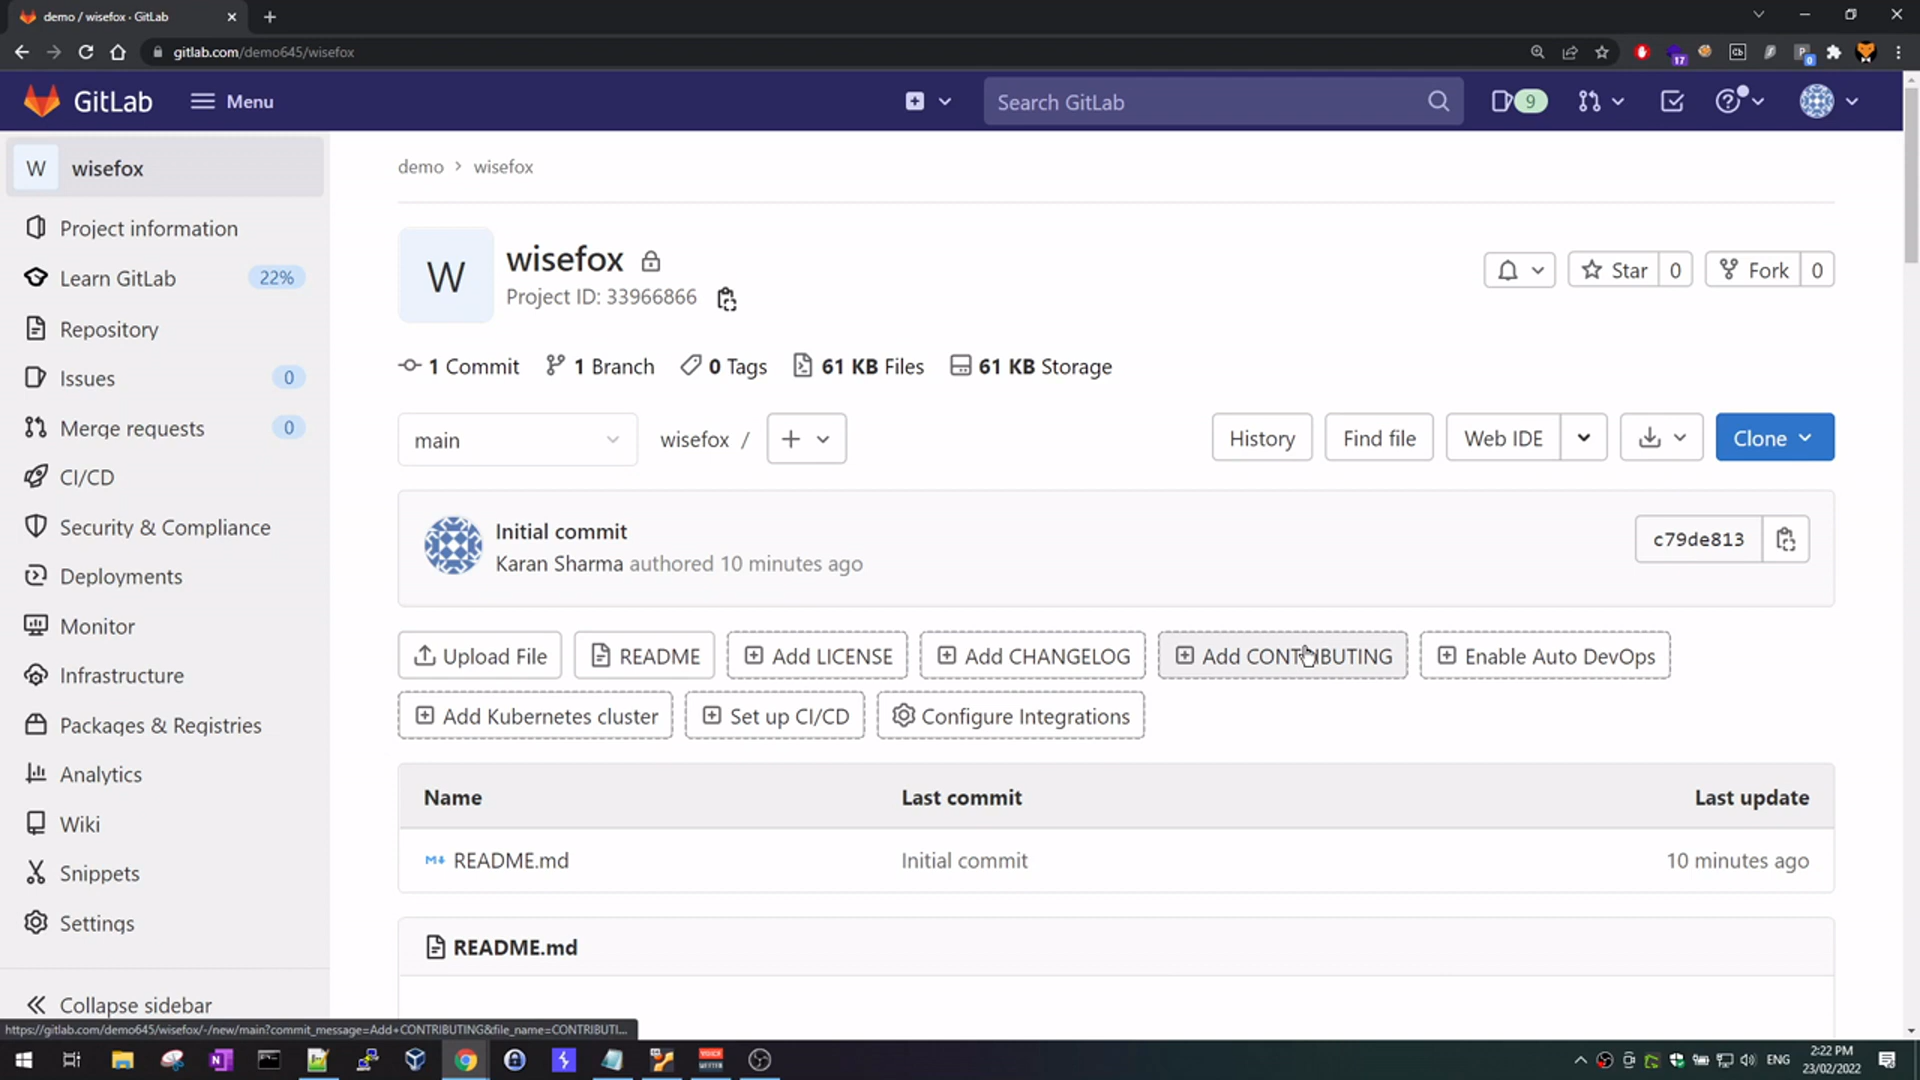 demo / wisefox · GitLab
gitlab.com/demo645/wisefox
17
Cb
P
0
GitLab
Menu
Search GitLab
9
W
wisefox
Project information
Learn GitLab
22%
Repository
Issues
0
Merge requests
0
CI/CD
Security & Compliance
Deployments
Monitor
Infrastructure
Packages & Registries
Analytics
Wiki
Snippets
Settings
Collapse sidebar
demo > wisefox
W
wisefox
Project ID: 33966866
Star 0
Fork 0
1 Commit
1 Branch
0 Tags
61 KB Files
61 KB Storage
main
wisefox /
History
Find file
Web IDE
Clone
Initial commit
Karan Sharma authored 10 minutes ago
c79de813
Upload File
README
Add LICENSE
Add CHANGELOG
Add CONTRIBUTING
Enable Auto DevOps
Add Kubernetes cluster
Set up CI/CD
Configure Integrations
Name Last commit Last update
README.md Initial commit 10 minutes ago
README.md
https://gitlab.com/demo645/wisefox/-/new/main?commit_message=Add+CONTRIBUTING&file_name=CONTRIBUTI...
VOICE
ENG
2:22 PM
23/02/2022